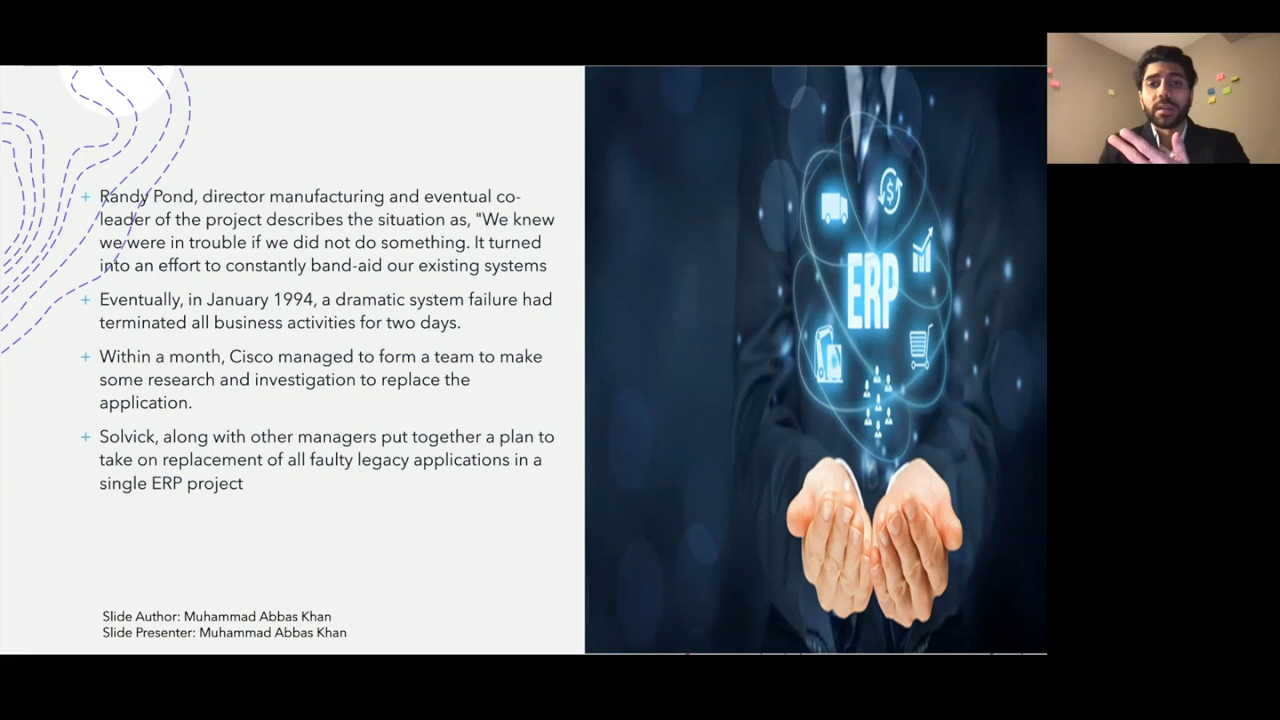 + Randy Pond, director manufacturing and eventual co-
leader of the project describes the situation as, "We knew
we were in trouble if we did not do something. It turned
into an effort to constantly band-aid our existing systems
+ Eventually, in January 1994, a dramatic system failure had
terminated all business activities for two days.
+ Within a month, Cisco managed to form a team to make
some research and investigation to replace the
application.
+ Solvick, along with other managers put together a plan to
take on replacement of all faulty legacy applications in a
single ERP project
Slide Author: Muhammad Abbas Khan
Slide Presenter: Muhammad Abbas Khan
$
ERP